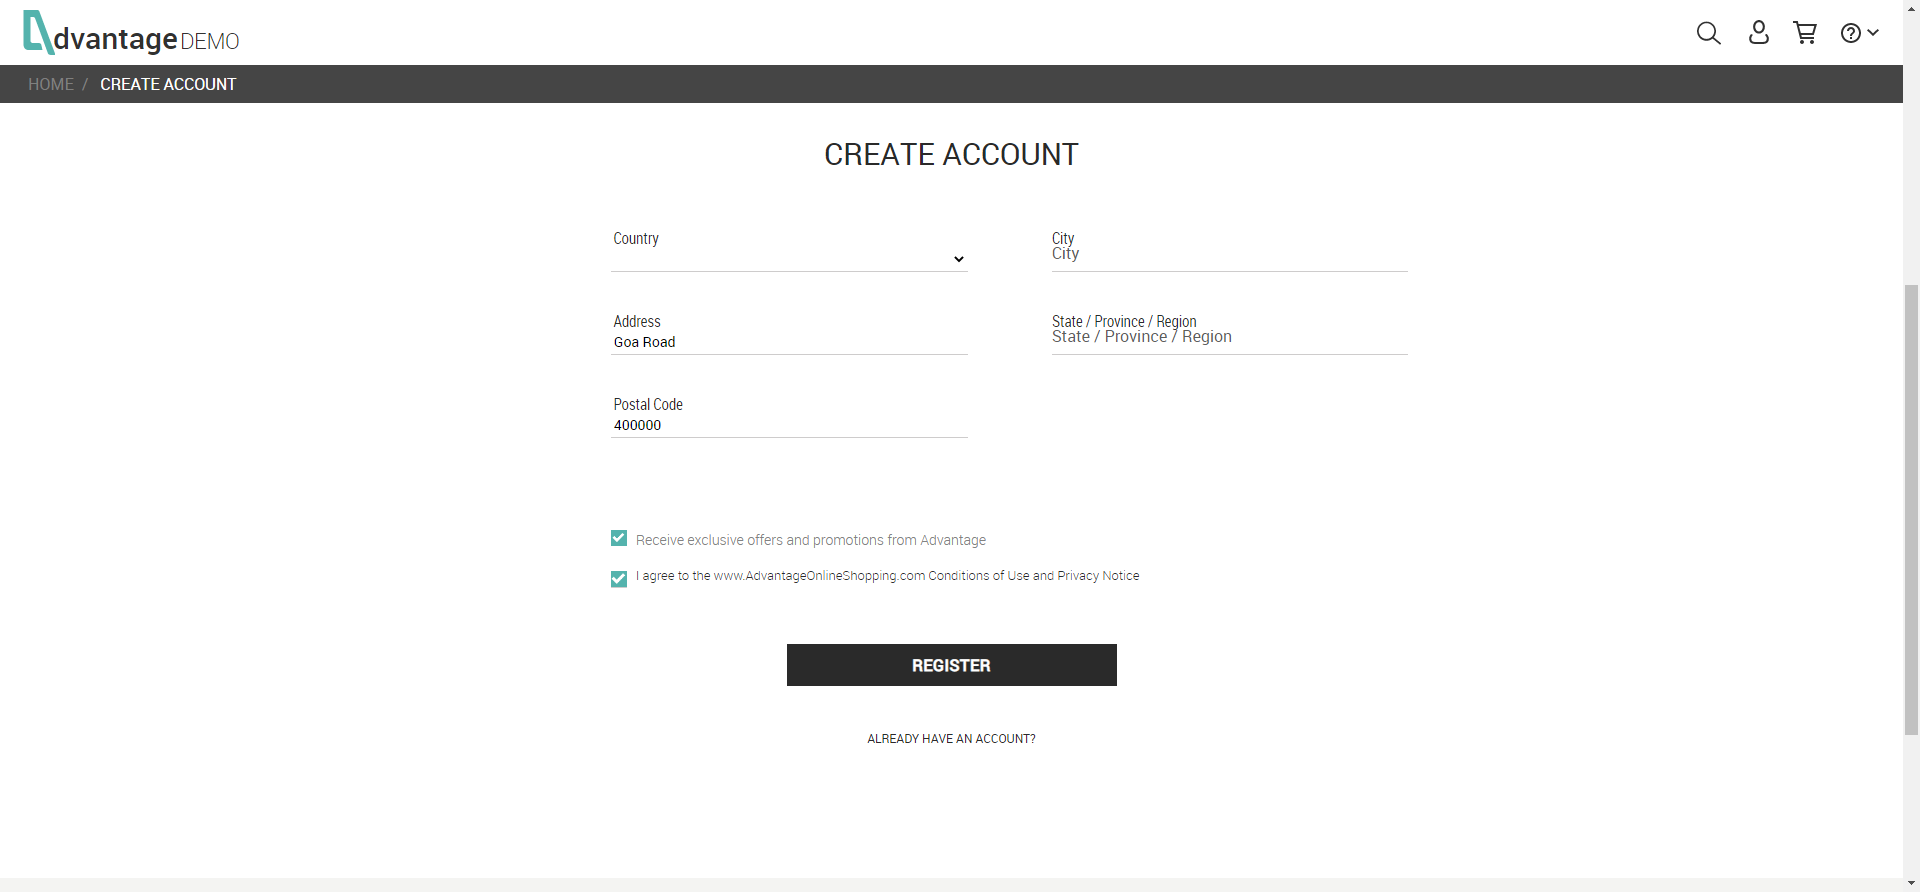 dvantage DEMO
HOME / CREATE ACCOUNT
CREATE ACCOUNT
Country
City
City
Address
Goa Road
State / Province / Region
State / Province / Region
Postal Code
400000
Receive exclusive offers and promotions from Advantage
I agree to the www.AdvantageOnlineShopping.com Conditions of Use and Privacy Notice
REGISTER
ALREADY HAVE AN ACCOUNT?